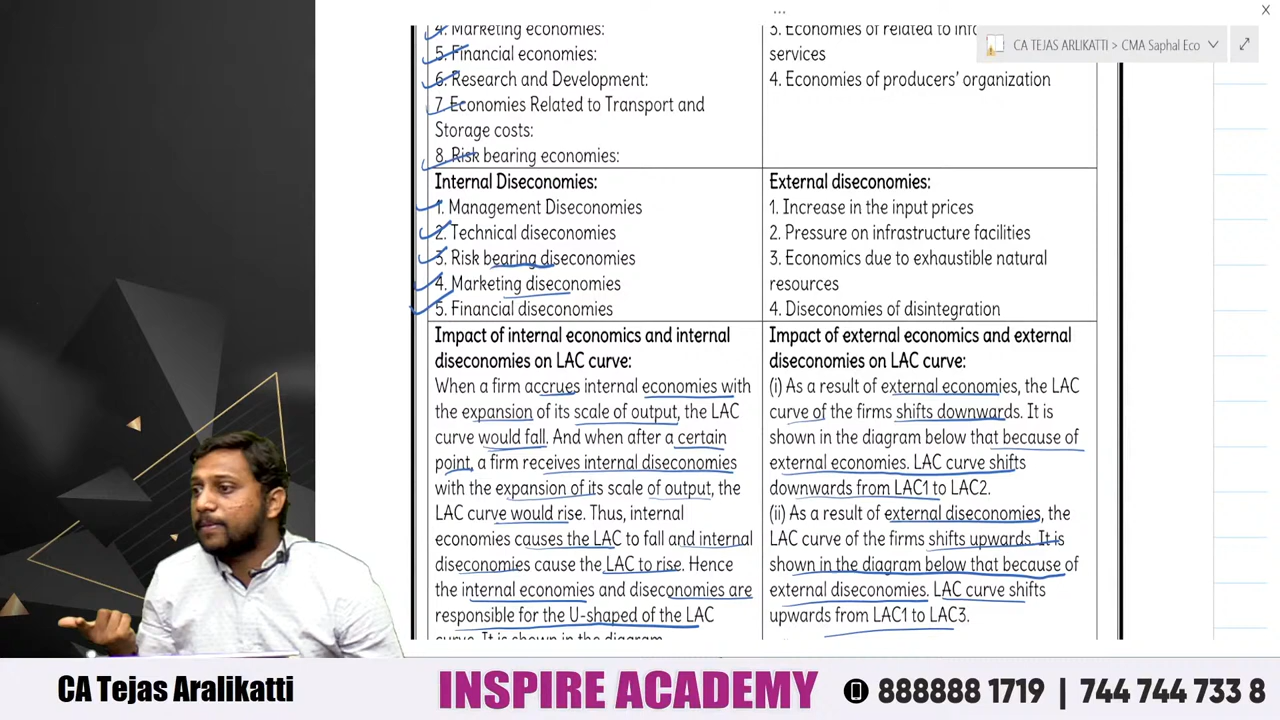 4. Marketing economies:
5. Financial economies:
6. Research and Development:
7. Economies Related to Transport and
Storage costs:
8. Risk bearing economies:
3. Economies of related to
services
4. Economies of producers' organization
CA TEJAS ARLIKATTI > CMA Saphal Eco
Internal Diseconomies:
1. Management Diseconomies
2. Technical diseconomies
3. Risk bearing diseconomies
4. Marketing diseconomies
5. Financial diseconomies
External diseconomies:
1. Increase in the input prices
2. Pressure on infrastructure facilities
3. Economics due to exhaustible natural
resources
4. Diseconomies of disintegration
Impact of internal economics and internal
diseconomies on LAC curve:
When a firm accrues internal economies with
the expansion of its scale of output, the LAC
curve would fall. And when after a certain
point, a firm receives internal diseconomies
with the expansion of its scale of output, the
LAC curve would rise. Thus, internal
economies causes the LAC to fall and internal
diseconomies cause the LAC to rise. Hence
the internal economies and diseconomies are
responsible for the U-shaped of the LAC
curve. It is shown in the diagram
Impact of external economics and external
diseconomies on LAC curve:
(i) As a result of external economies, the LAC
curve of the firms shifts downwards. It is
shown in the diagram below that because of
external economies. LAC curve shifts
downwards from LAC1 to LAC2.
(ii) As a result of external diseconomies, the
LAC curve of the firms shifts upwards. It is
shown in the diagram below that because of
external diseconomies. LAC curve shifts
upwards from LAC1 to LAC3.
CA Tejas Aralikatti
INSPIRE ACADEMY
888888 1719 | 744 744 733 8